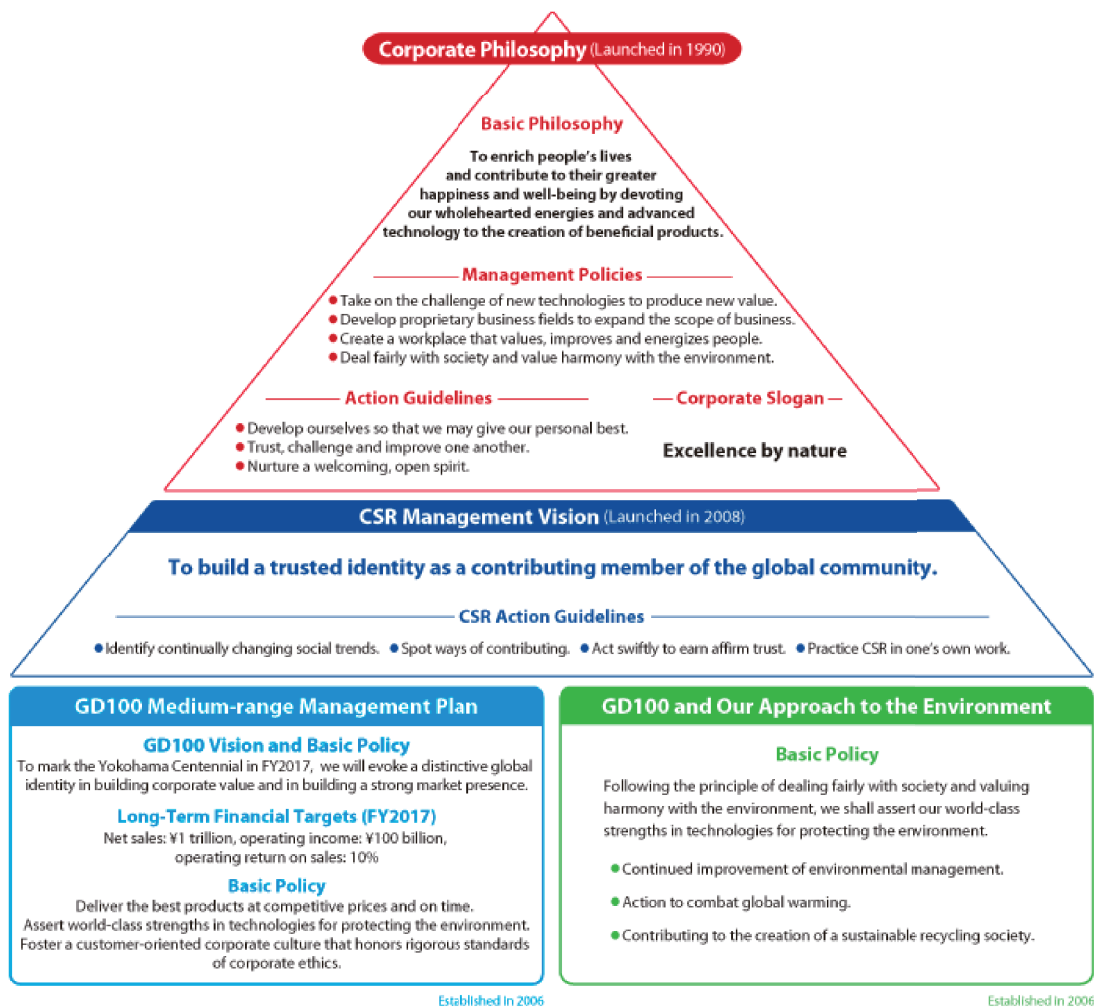 Corporate Philosophy (Launched in 1990)
Basic Philosophy
To enrich people's lives
and contribute to their greater
happiness and well-being by devoting
our wholehearted energies and advanced
technology to the creation of beneficial products.
Management Policies
● Take on the challenge of new technologies to produce new value.
● Develop proprietary business fields to expand the scope of business.
● Create a workplace that values, improves and energizes people.
● Deal fairly with society and value harmony with the environment.
Action Guidelines
● Develop ourselves so that we may give our personal best.
● Trust, challenge and improve one another.
● Nurture a welcoming, open spirit.
Corporate Slogan
Excellence by nature
CSR Management Vision (Launched in 2008)
To build a trusted identity as a contributing member of the global community.
CSR Action Guidelines
● Identify continually changing social trends. ● Spot ways of contributing. ● Act swiftly to earn affirm trust. ● Practice CSR in one's own work.
GD100 Medium-range Management Plan
GD100 Vision and Basic Policy
To mark the Yokohama Centennial in FY2017, we will evoke a distinctive global
identity in building corporate value and in building a strong market presence.
Long-Term Financial Targets (FY2017)
Net sales: ¥1 trillion, operating income: ¥100 billion,
operating return on sales: 10%
Basic Policy
Deliver the best products at competitive prices and on time.
Assert world-class strengths in technologies for protecting the environment.
Foster a customer-oriented corporate culture that honors rigorous standards
of corporate ethics.
Established in 2006
GD100 and Our Approach to the Environment
Basic Policy
Following the principle of dealing fairly with society and valuing
harmony with the environment, we shall assert our world-class
strengths in technologies for protecting the environment.
● Continued improvement of environmental management.
● Action to combat global warming.
● Contributing to the creation of a sustainable recycling society.
Established in 2006